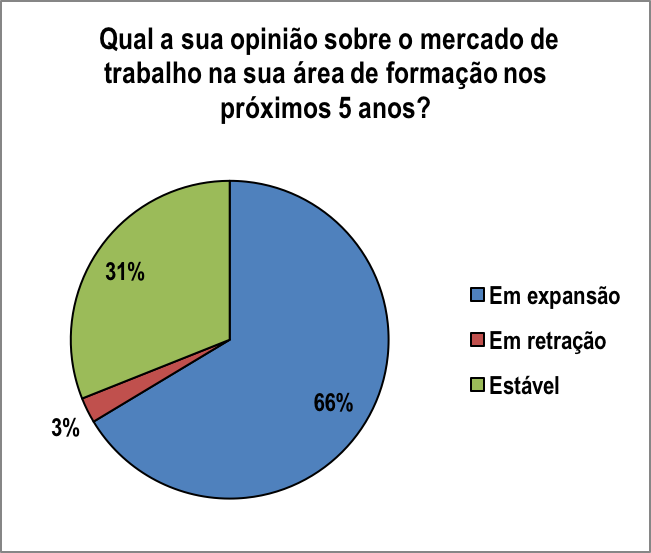 Qual a sua opinião sobre o mercado de
trabalho na sua área de formação nos
próximos 5 anos?
31%
Em expansão
Em retração
Estável
66%
3%